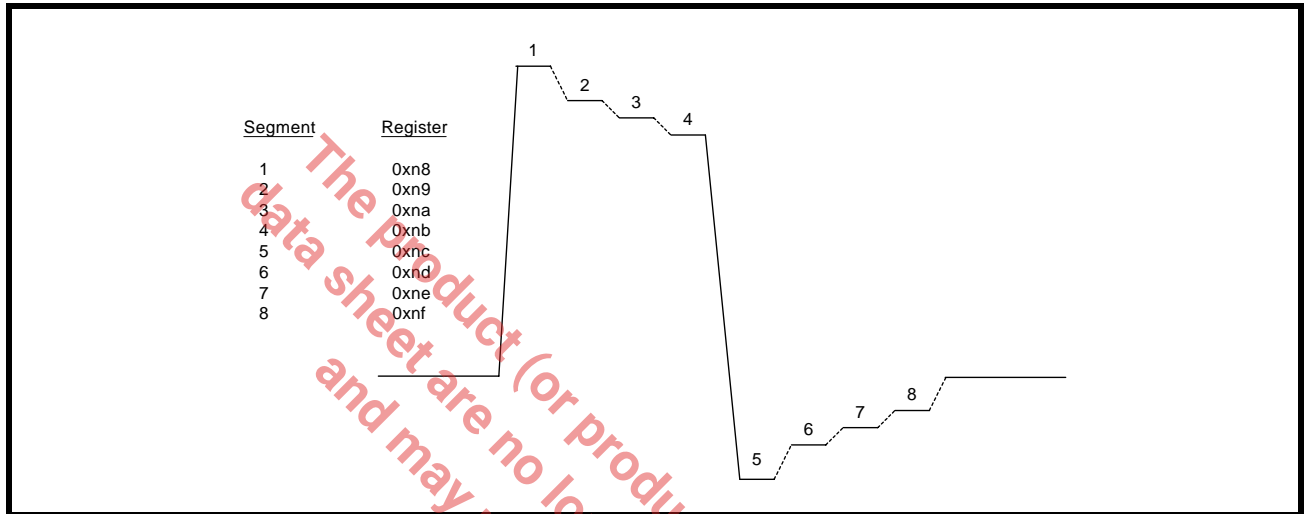 Segment Register
1 0xn8
2 0xn9
3 0xna
4 0xnb
5 0xnc
6 0xnd
7 0xne
8 0xnf
1
2
3
4
5
6
7
8
The product (or produ
data sheet are no lo
and may